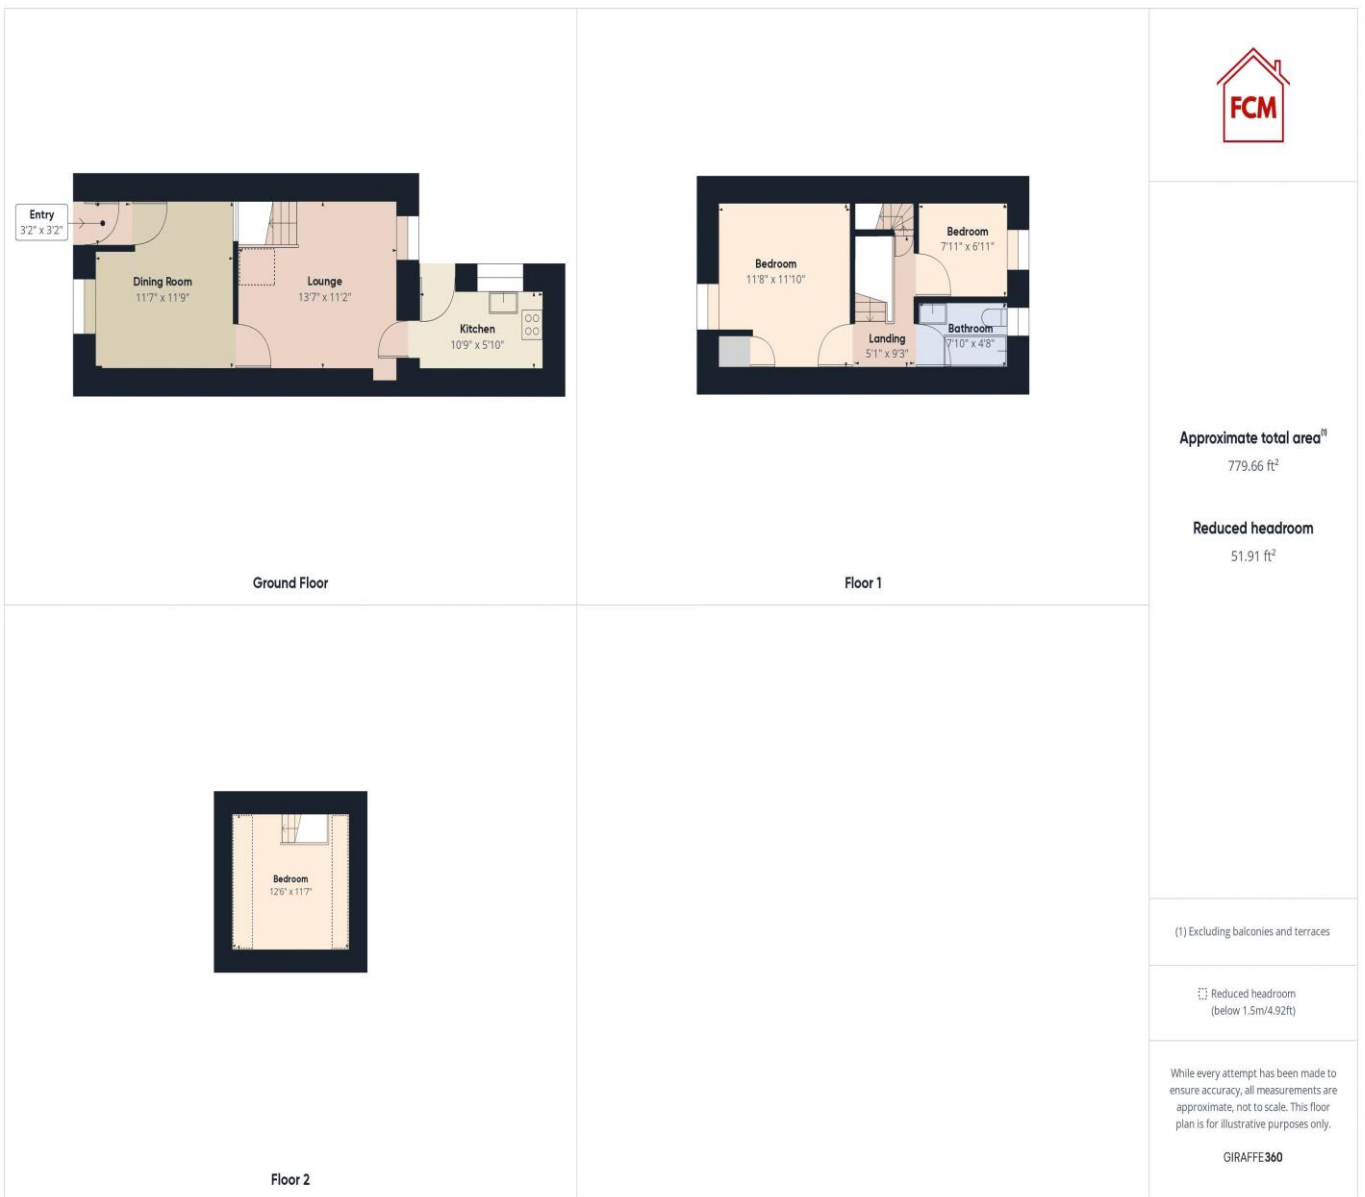 FCM
Entry
3'2" x 3'2"
Dining Room
11'7" x 11'9"
Lounge
13'7" x 11'2"
Kitchen
10'9" x 5'10"
Ground Floor
Bedroom
11'8" x 11'10"
Bedroom
7'11" x 6'11"
Landing
5'1" x 9'3"
Bathroom
7'10" x 4'8"
Floor 1
Bedroom
12'6" x 11'7"
Floor 2
Approximate total area(1)
779.66 ft²
Reduced headroom
51.91 ft²
(1) Excluding balconies and terraces
Reduced headroom
(below 1.5m/4.92ft)
While every attempt has been made to
ensure accuracy, all measurements are
approximate, not to scale. This floor
plan is for illustrative purposes only.
GIRAFFE360